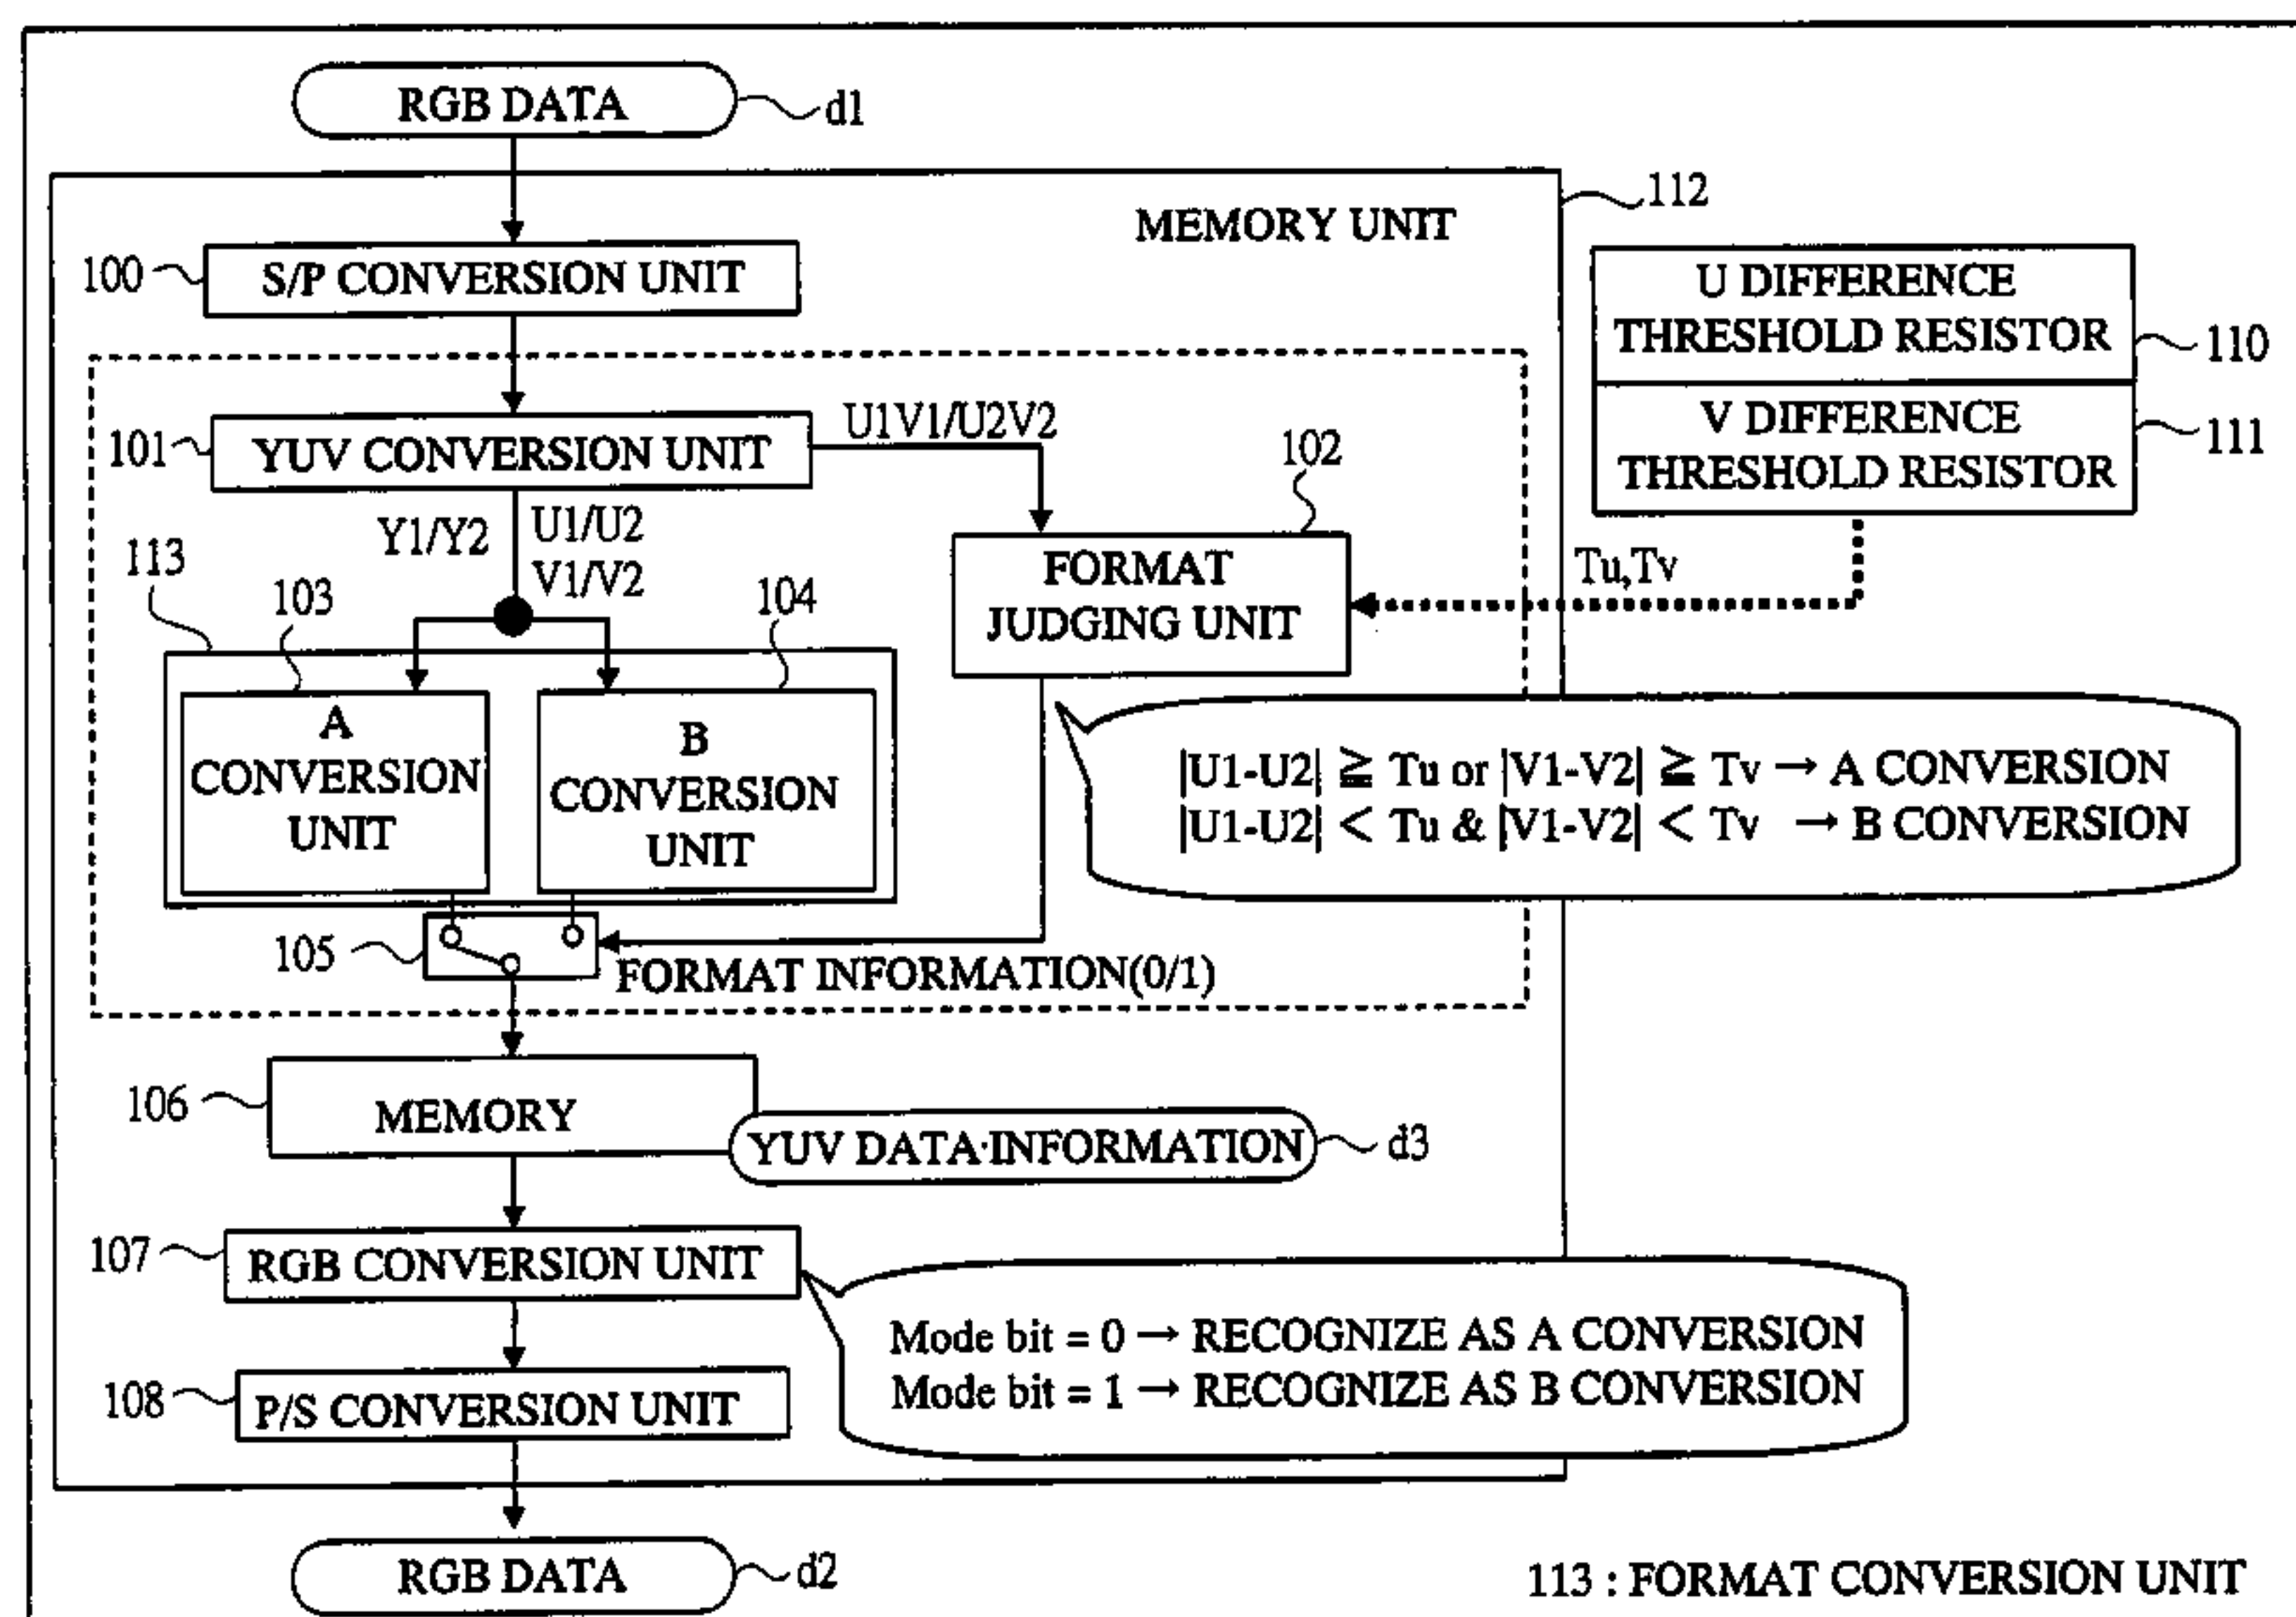 RGB DATA
d1
112
MEMORY UNIT
100
S/P CONVERSION UNIT
U DIFFERENCE
THRESHOLD RESISTOR
110
V DIFFERENCE
THRESHOLD RESISTOR
111
101
YUV CONVERSION UNIT
U1V1/U2V2
102
Y1/Y2
U1/U2
V1/V2
FORMAT
JUDGING UNIT
Tu,Tv
113
103
104
A
CONVERSION
UNIT
B
CONVERSION
UNIT
|U1-U2| ≧ Tu or |V1-V2| ≧ Tv → A CONVERSION
|U1-U2| < Tu & |V1-V2| < Tv → B CONVERSION
105
FORMAT INFORMATION(0/1)
106
MEMORY
YUV DATA·INFORMATION
d3
107
RGB CONVERSION UNIT
Mode bit = 0 → RECOGNIZE AS A CONVERSION
Mode bit = 1 → RECOGNIZE AS B CONVERSION
108
P/S CONVERSION UNIT
RGB DATA
d2
113 : FORMAT CONVERSION UNIT